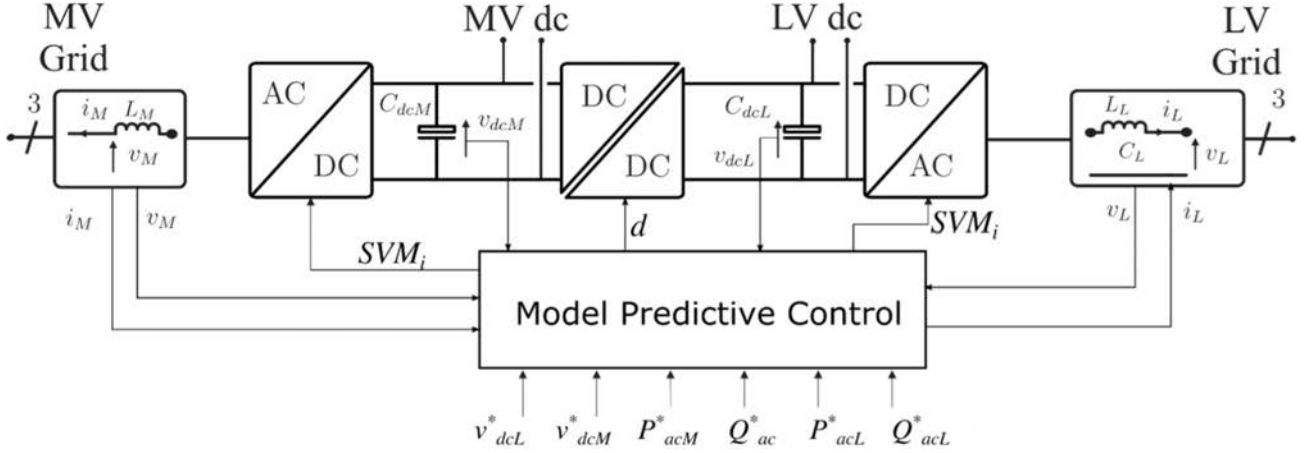 MV Grid
MV dc
LV dc
LV Grid
3
i_M L_M
v_M
AC
DC
C_dcM
v_dcM
DC
DC
C_dcL
v_dcL
DC
AC
L_L i_L
C_L
v_L
3
i_M
v_M
SVM_i
d
SVM_i
v_L
i_L
Model Predictive Control
v*_dcL v*_dcM P*_acM Q*_ac P*_acL Q*_acL